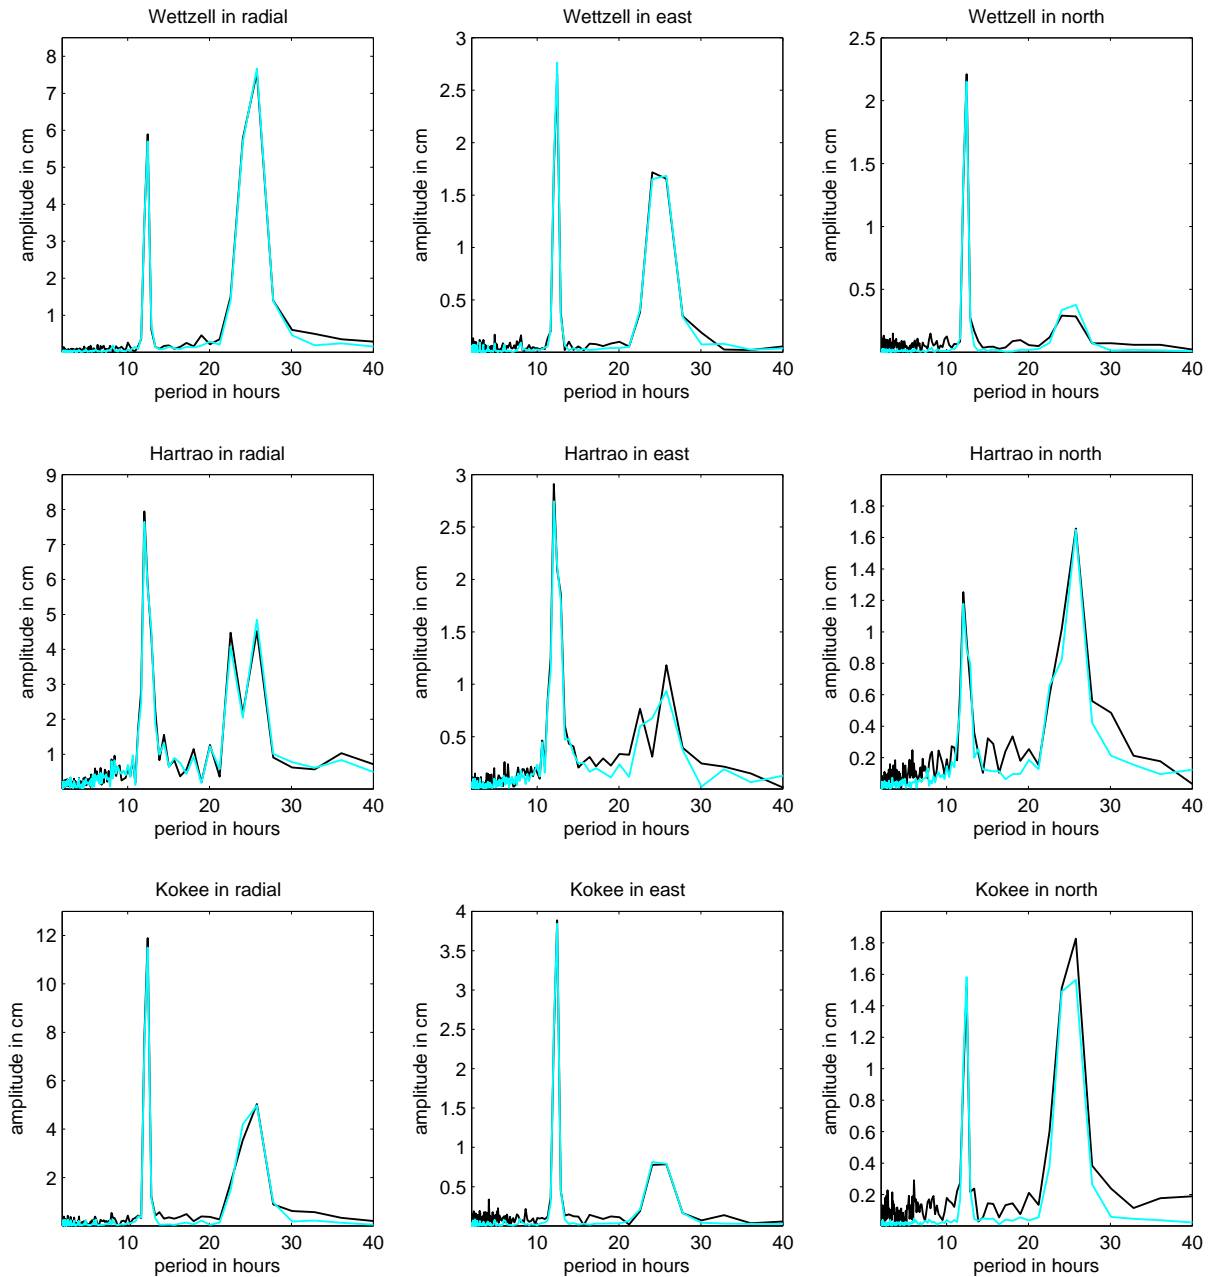 Wettzell in radial
8
7
6
5
4
3
2
1
amplitude in cm
10 20 30 40
period in hours
Wettzell in east
3
2.5
2
1.5
1
0.5
amplitude in cm
10 20 30 40
period in hours
Wettzell in north
2.5
2
1.5
1
0.5
amplitude in cm
10 20 30 40
period in hours
Hartrao in radial
9
8
7
6
5
4
3
2
1
amplitude in cm
10 20 30 40
period in hours
Hartrao in east
3
2.5
2
1.5
1
0.5
amplitude in cm
10 20 30 40
period in hours
Hartrao in north
1.8
1.6
1.4
1.2
1
0.8
0.6
0.4
0.2
amplitude in cm
10 20 30 40
period in hours
Kokee in radial
12
10
8
6
4
2
amplitude in cm
10 20 30 40
period in hours
Kokee in east
4
3.5
3
2.5
2
1.5
1
0.5
amplitude in cm
10 20 30 40
period in hours
Kokee in north
1.8
1.6
1.4
1.2
1
0.8
0.6
0.4
0.2
amplitude in cm
10 20 30 40
period in hours